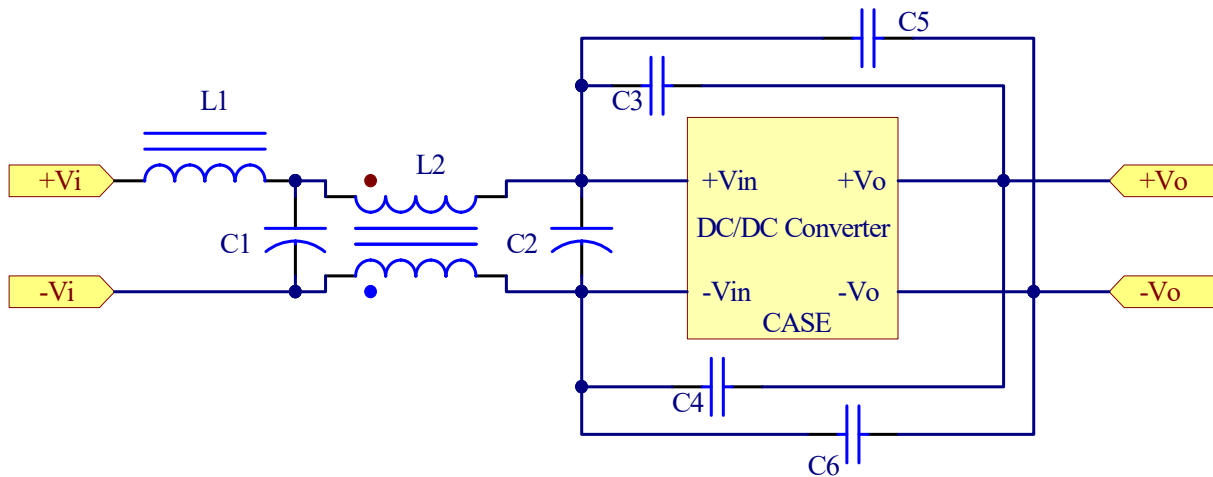 C5
C3
L1
L2
+Vi
+Vin
+Vo
+Vo
C1
C2
DC/DC Converter
-Vi
-Vin
-Vo
-Vo
CASE
C4
C6